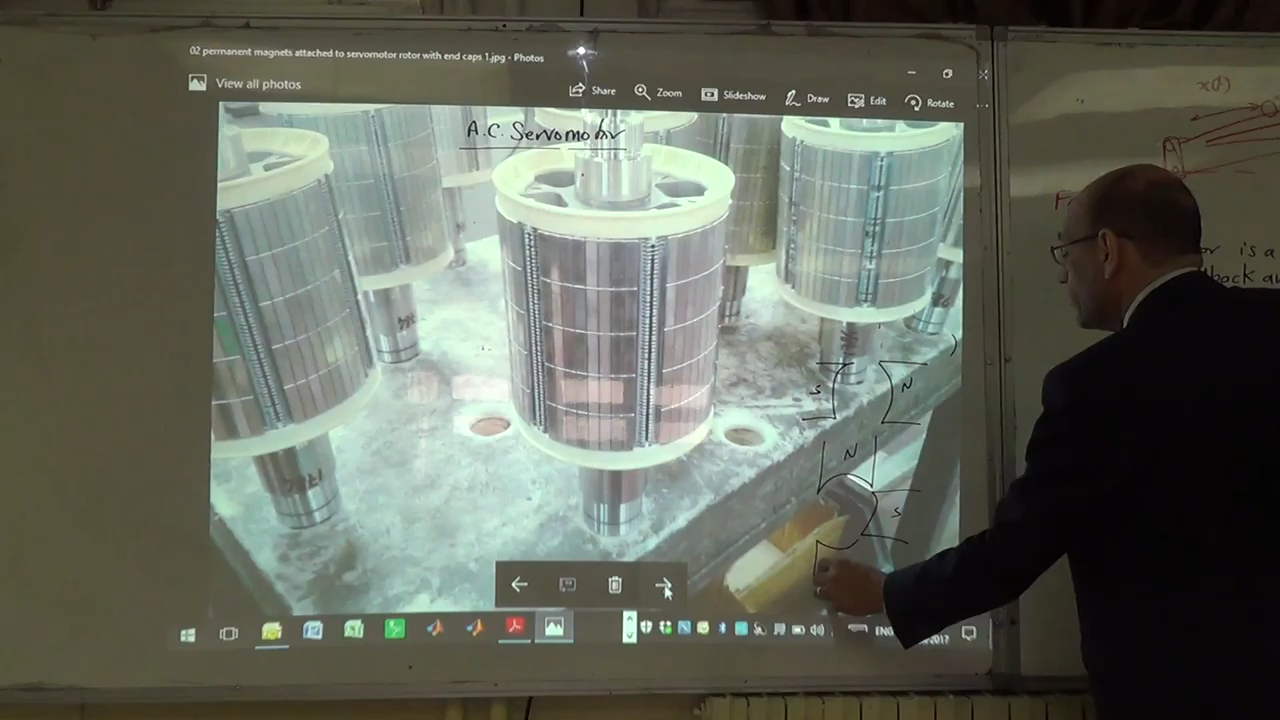 02 permanent magnets attached to servomotor rotor with end caps 1.jpg - Photos
View all photos
Share
Zoom
Slideshow
Draw
Edit
Rotate
A.C. Servomotor
x(t)
is a
S
N
N
S
ENG